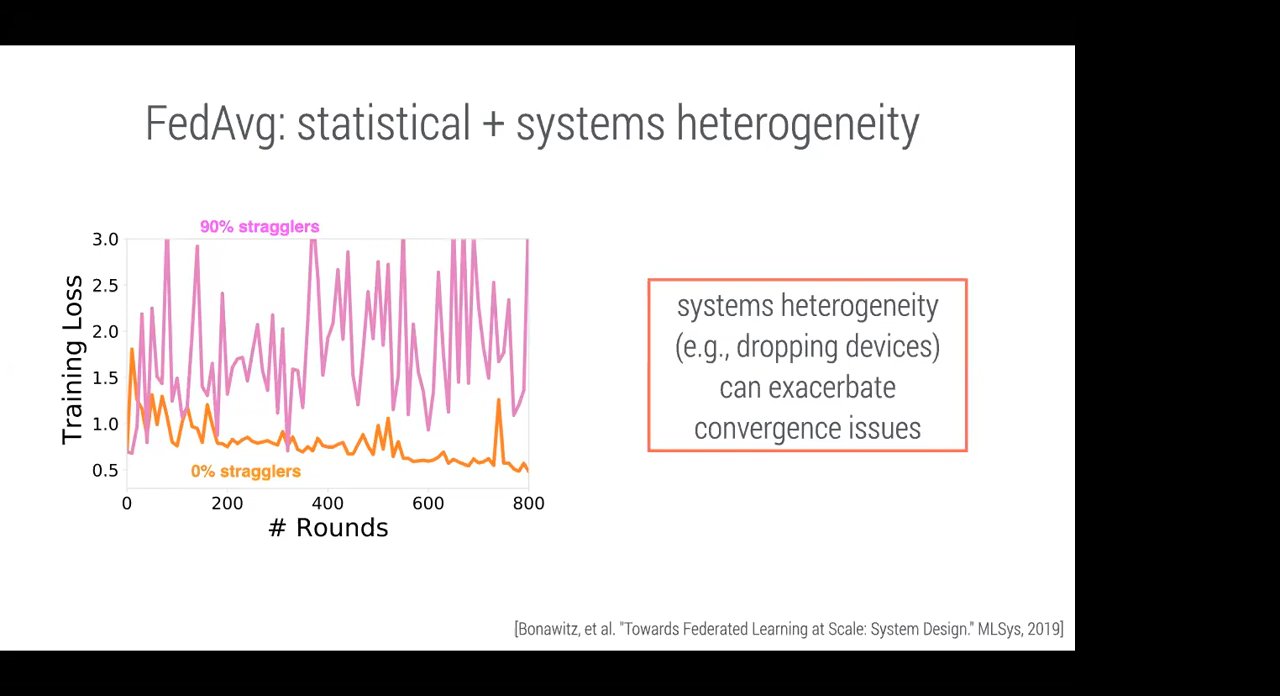 FedAvg: statistical + systems heterogeneity
90% stragglers
3.0
2.5
2.0
1.5
1.0
0.5
Training Loss
0% stragglers
0 200 400 600 800
# Rounds
systems heterogeneity
(e.g., dropping devices)
can exacerbate
convergence issues
[Bonawitz, et al. "Towards Federated Learning at Scale: System Design." MLSys, 2019]